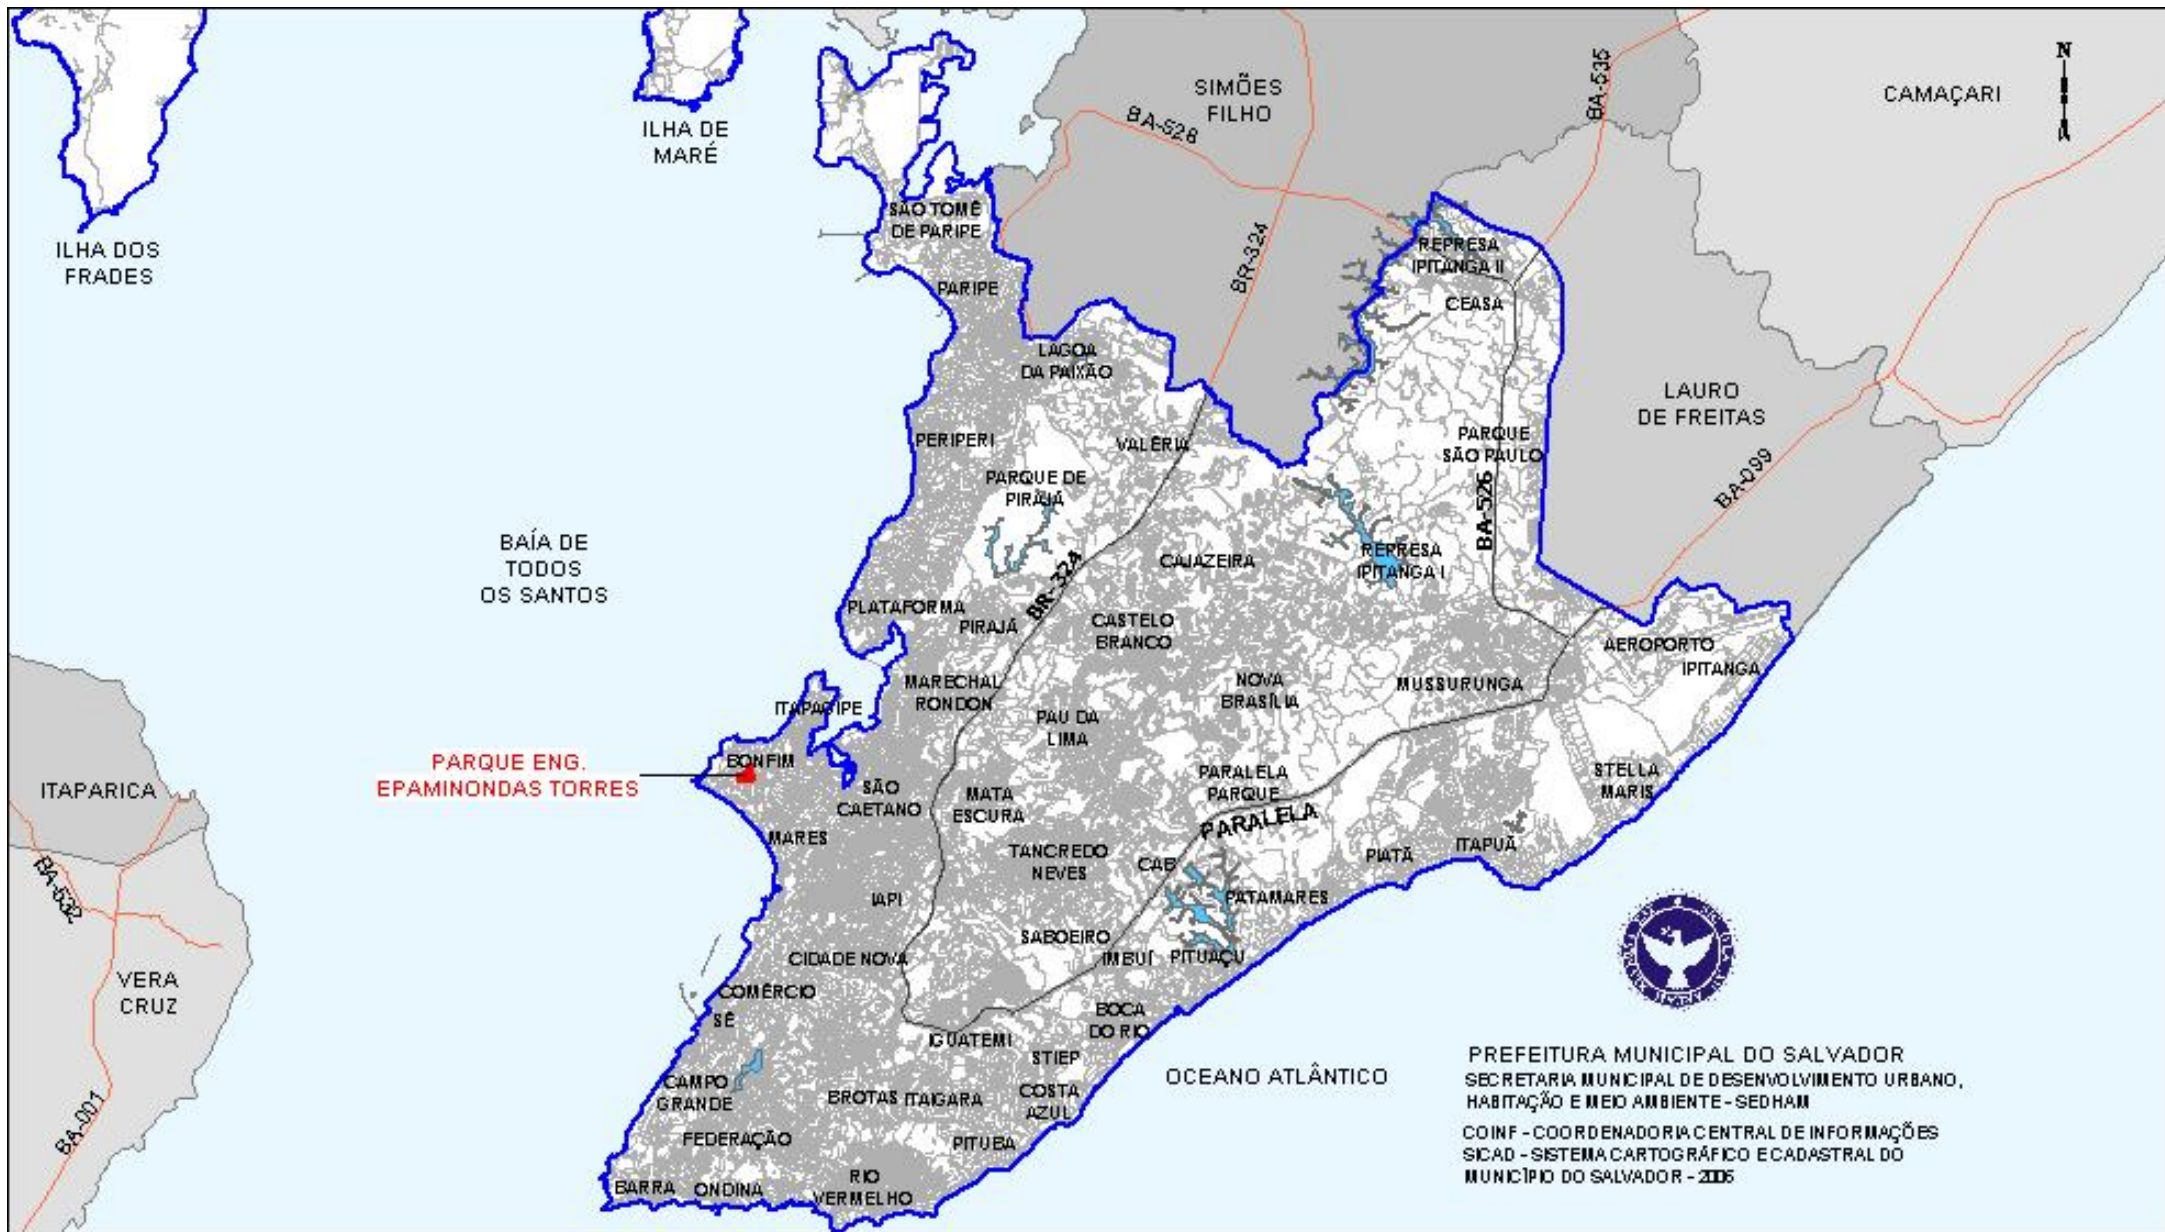 N
SIMÕES
FILHO
BA-535
CAMAÇARI
BA-528
ILHA DE
MARÉ
SÃO TOMÉ
DE PARIPE
ILHA DOS
FRADES
BR-324
REPRESA
IPITANGA II
CEASA
PARIPE
LAGOA
DA PAIXÃO
LAURO
DE FREITAS
PERIPERI
VALÉRIA
PARQUE
SÃO PAULO
PARQUE DE
PIRAJÁ
BA-099
BA-526
BAÍA DE
TODOS
OS SANTOS
CAJAZEIRA
REPRESA
IPITANGA I
BR-324
PLATAFORMA
PIRAJÁ
CASTELO
BRANCO
AEROPORTO
IPITANGA
MARECHAL
RONDON
NOVA
BRASÍLIA
MUSSURUNGA
ITAPAGIPE
PAU DA
LIMA
PARQUE ENG.
EPAMINONDAS TORRES
BONFIM
ITAPARICA
SÃO
CAETANO
MATA
ESCURA
PARALELA
PARQUE
STELLA
MARIS
PARALELA
MARES
TANCREDO
NEVES
CAB
PIATÃ
ITAPUÃ
BA-532
IAPI
PATAMARES
SABOEIRO
IMBUÍ
PITUAÇU
CIDADE NOVA
VERA
CRUZ
COMÉRCIO
SÉ
BOCA
DO RIO
IGUATEMI
STIEP
OCEANO ATLÂNTICO
CAMPO
GRANDE
BROTAS
ITAIGARA
COSTA
AZUL
BA-001
FEDERAÇÃO
PITUBA
BARRA
ONDINA
RIO
VERMELHO
PREFEITURA MUNICIPAL DO SALVADOR
SECRETARIA MUNICIPAL DE DESENVOLVIMENTO URBANO,
HABITAÇÃO E MEIO AMBIENTE - SEDHAM
COINF - COORDENADORIA CENTRAL DE INFORMAÇÕES
SICAD - SISTEMA CARTOGRÁFICO E CADASTRAL DO
MUNICÍPIO DO SALVADOR - 2006